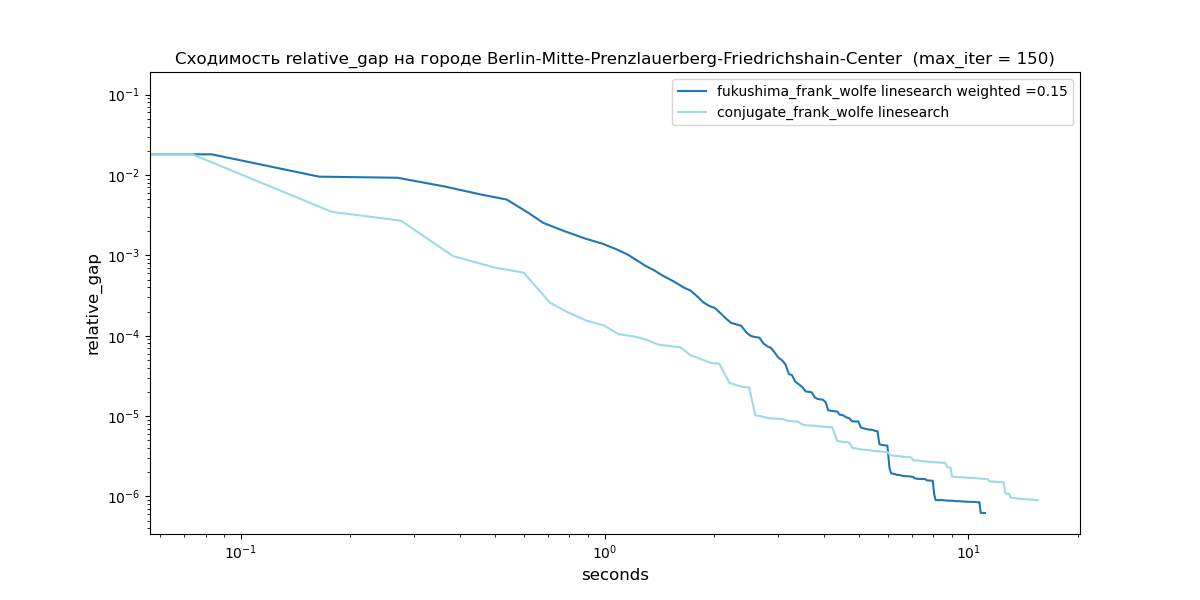 Сходимость relative_gap на городе Berlin-Mitte-Prenzlauerberg-Friedrichshain-Center  (max_iter = 150)
fukushima_frank_wolfe linesearch weighted =0.15
conjugate_frank_wolfe linesearch
10⁻¹
10⁻²
10⁻³
10⁻⁴
10⁻⁵
10⁻⁶
relative_gap
10⁻¹ 10⁰ 10¹
seconds